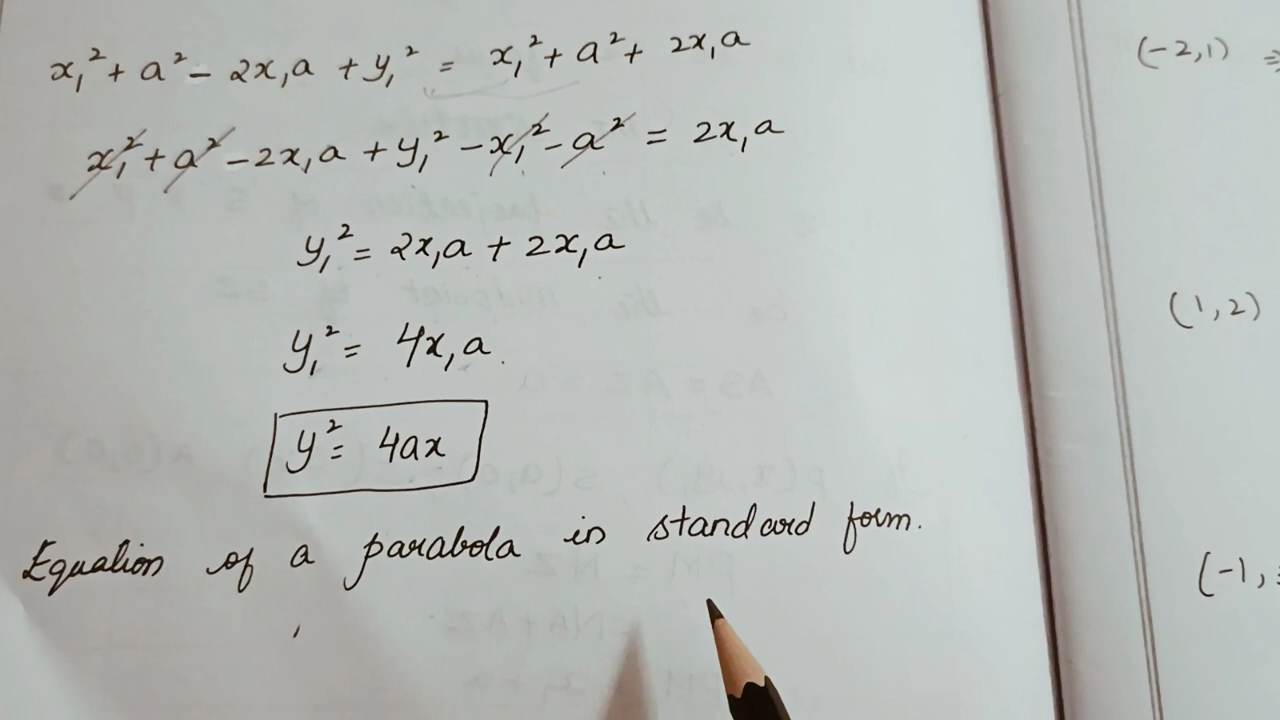 x₁² + a² - 2x₁a + y₁² = x₁² + a² + 2x₁a
x₁² + a² - 2x₁a + y₁² - x₁² - a² = 2x₁a
y₁² = 2x₁a + 2x₁a
y₁² = 4x₁a.
y² = 4ax
Equation of a parabola in standard form.
(-2,1) ⇒
(1,2)
(-1,